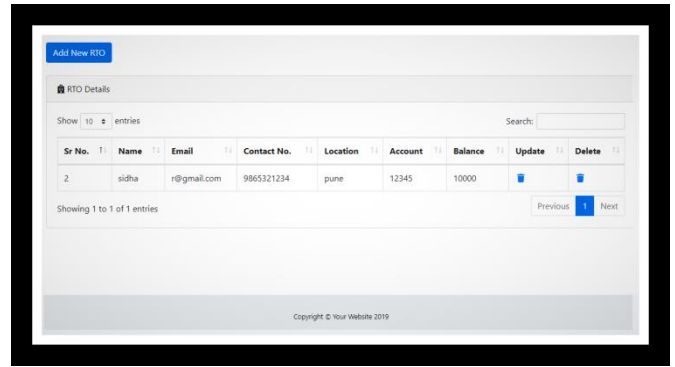 Add New RTO
RTO Details
Show 10 entries Search:
Sr No. Name Email Contact No. Location Account Balance Update Delete
2 sidha r@gmail.com 9865321234 pune 12345 10000
Showing 1 to 1 of 1 entries Previous 1 Next
Copyright © Your Website 2019